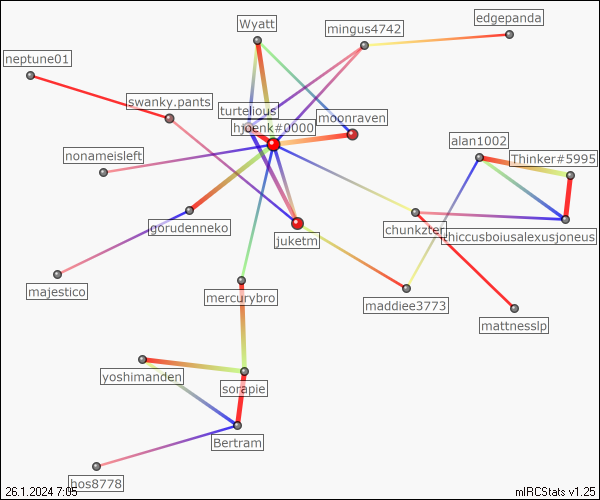 Wyatt
mingus4742
edgepanda
neptune01
swanky.pants
turtelious
moonraven
hjoenk#0000
alan1002
Thinker#5995
nonameisleft
gorudenneko
juketm
chunkzter
thiccusboiusalexusjoneus
majestico
mercurybro
maddiee3773
mattnesslp
yoshimanden
sorapie
Bertram
hos8778
26.1.2024 7:05
mIRCStats v1.25